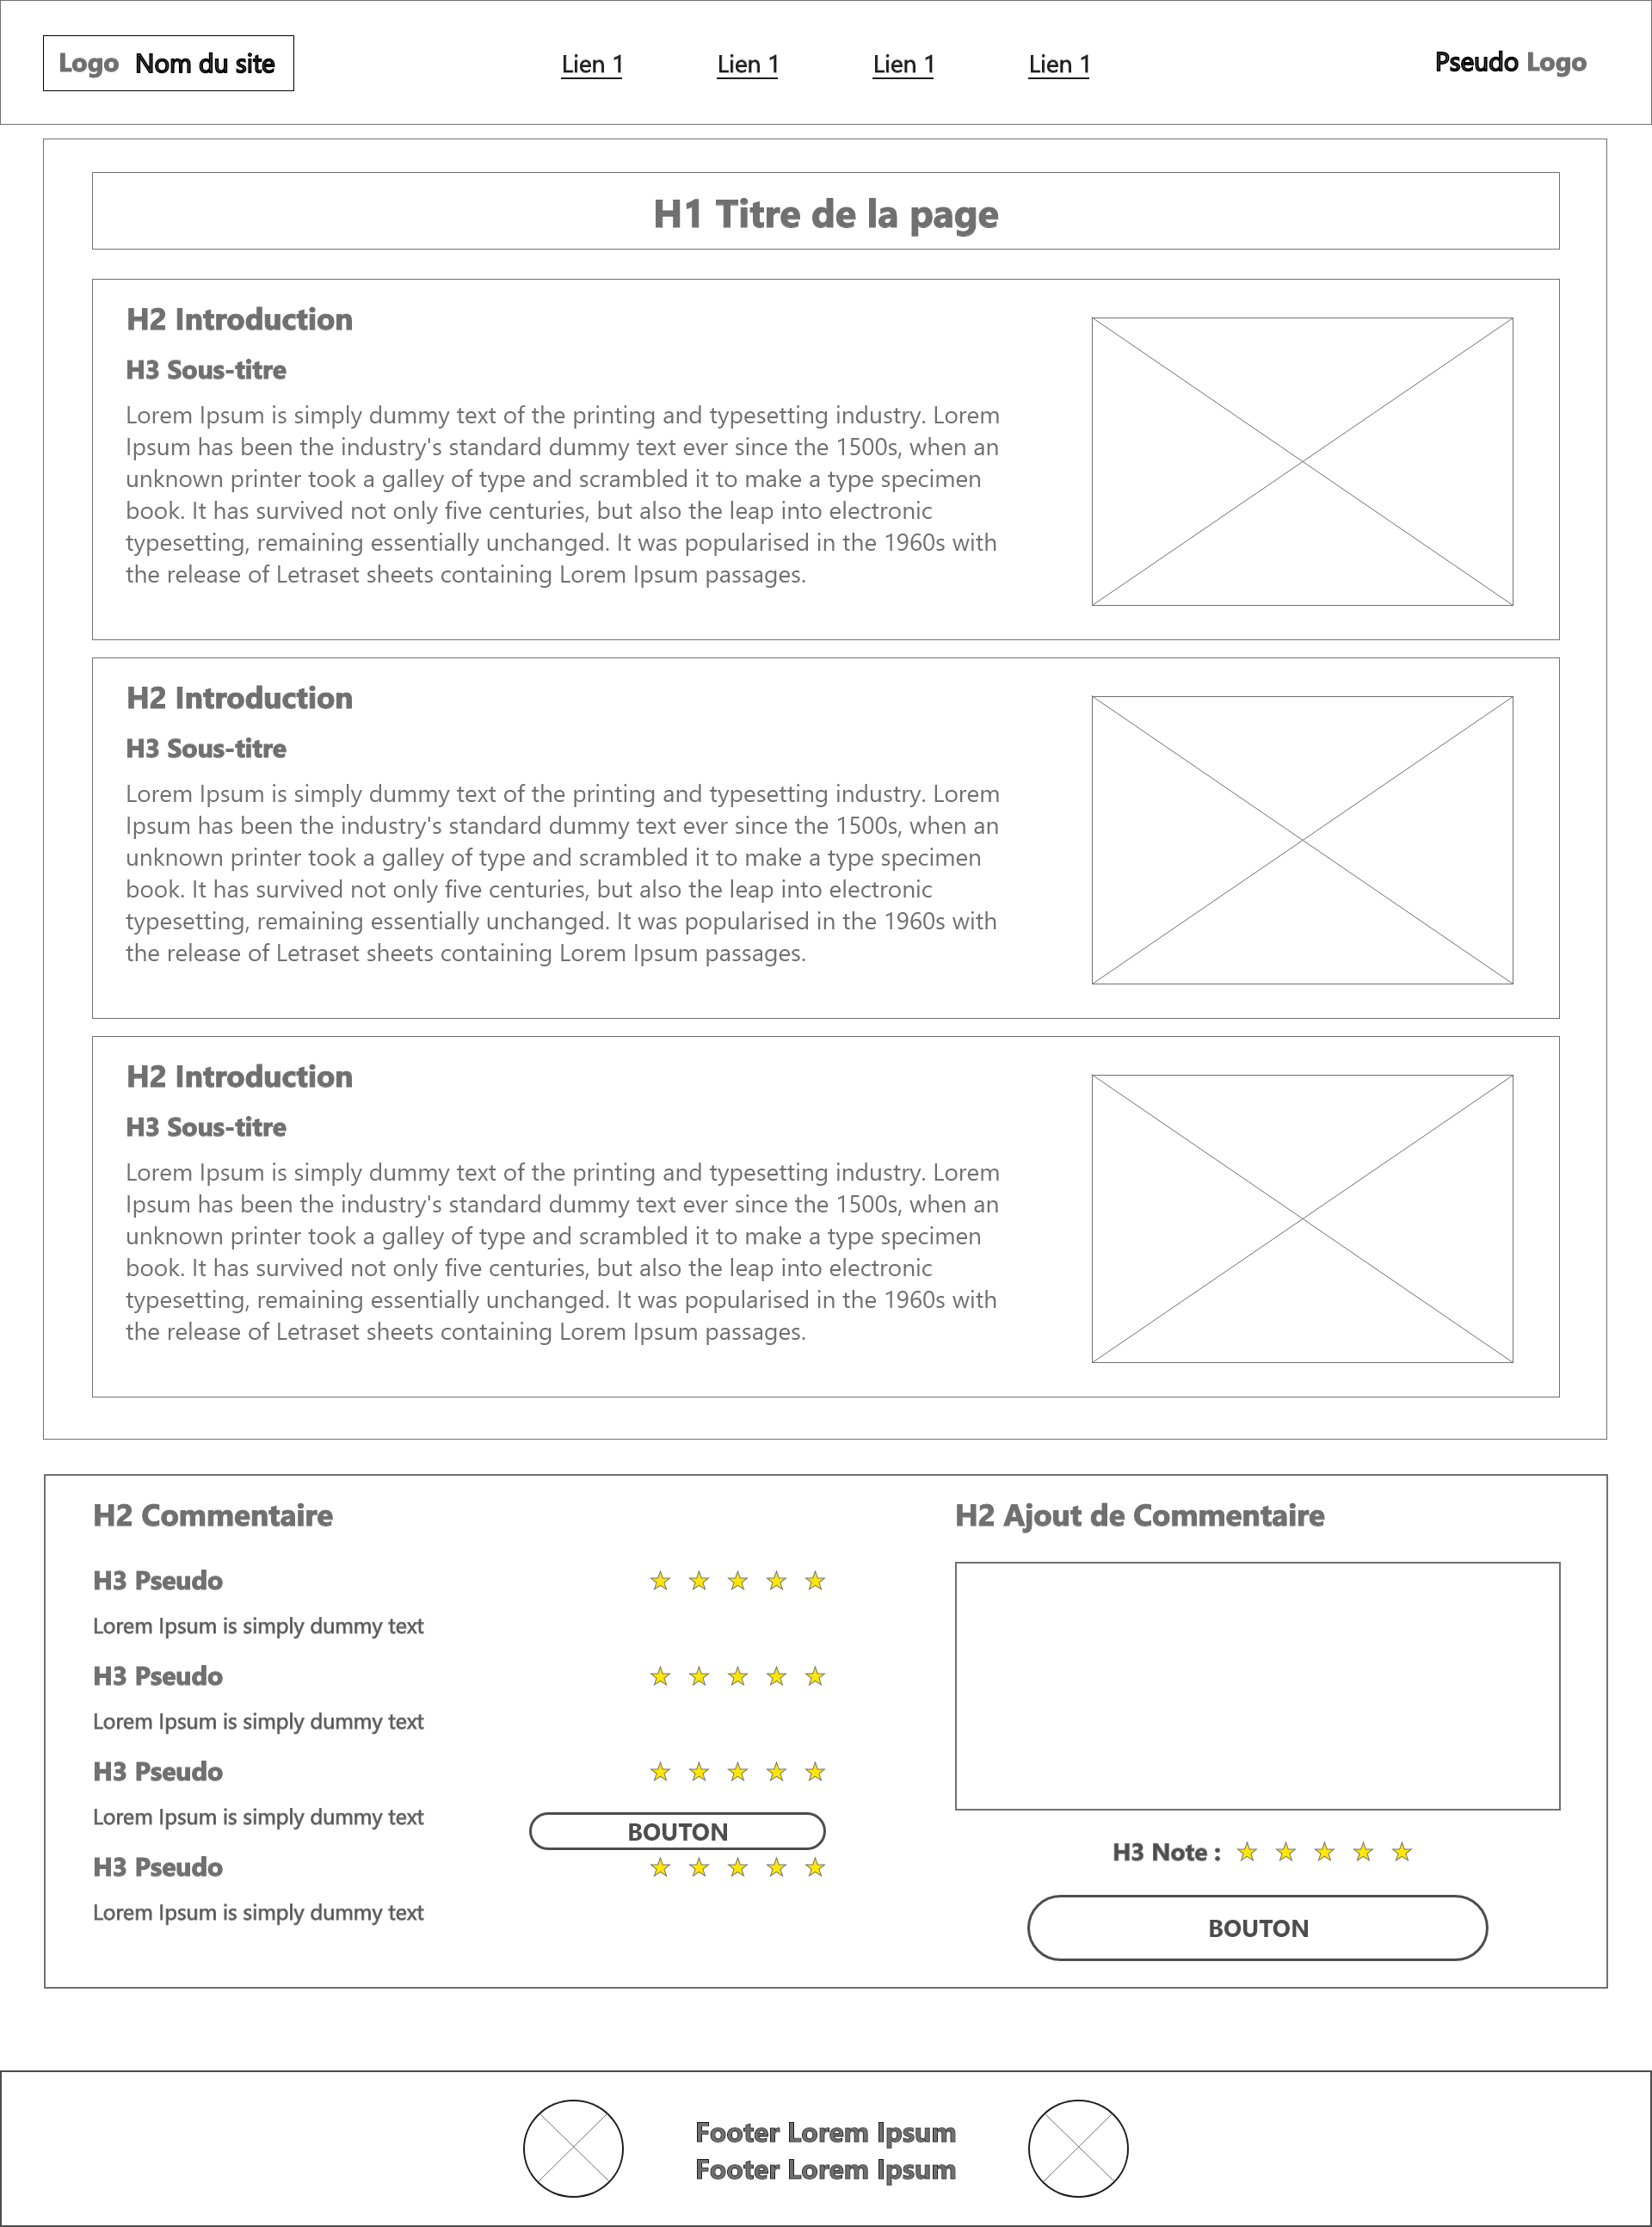 Logo Nom du site
Lien 1
Lien 1
Lien 1
Lien 1
Pseudo Logo
H1 Titre de la page
H2 Introduction
H3 Sous-titre
Lorem Ipsum is simply dummy text of the printing and typesetting industry. Lorem
Ipsum has been the industry's standard dummy text ever since the 1500s, when an
unknown printer took a galley of type and scrambled it to make a type specimen
book. It has survived not only five centuries, but also the leap into electronic
typesetting, remaining essentially unchanged. It was popularised in the 1960s with
the release of Letraset sheets containing Lorem Ipsum passages.
H2 Introduction
H3 Sous-titre
Lorem Ipsum is simply dummy text of the printing and typesetting industry. Lorem
Ipsum has been the industry's standard dummy text ever since the 1500s, when an
unknown printer took a galley of type and scrambled it to make a type specimen
book. It has survived not only five centuries, but also the leap into electronic
typesetting, remaining essentially unchanged. It was popularised in the 1960s with
the release of Letraset sheets containing Lorem Ipsum passages.
H2 Introduction
H3 Sous-titre
Lorem Ipsum is simply dummy text of the printing and typesetting industry. Lorem
Ipsum has been the industry's standard dummy text ever since the 1500s, when an
unknown printer took a galley of type and scrambled it to make a type specimen
book. It has survived not only five centuries, but also the leap into electronic
typesetting, remaining essentially unchanged. It was popularised in the 1960s with
the release of Letraset sheets containing Lorem Ipsum passages.
H2 Commentaire
H3 Pseudo
Lorem Ipsum is simply dummy text
H3 Pseudo
Lorem Ipsum is simply dummy text
H3 Pseudo
Lorem Ipsum is simply dummy text
BOUTON
H3 Pseudo
Lorem Ipsum is simply dummy text
H2 Ajout de Commentaire
H3 Note :
BOUTON
Footer Lorem Ipsum
Footer Lorem Ipsum